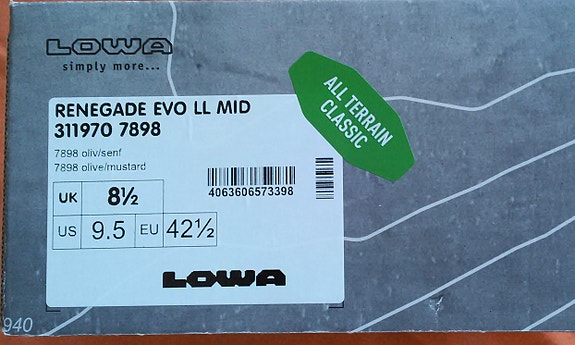 LOWA
simply more...
ALL TERRAIN
CLASSIC
RENEGADE EVO LL MID
311970 7898
7898 oliv/senf
7898 olive/mustard
4063606573398
UK 8½
US 9.5 EU 42½
LOWA
940